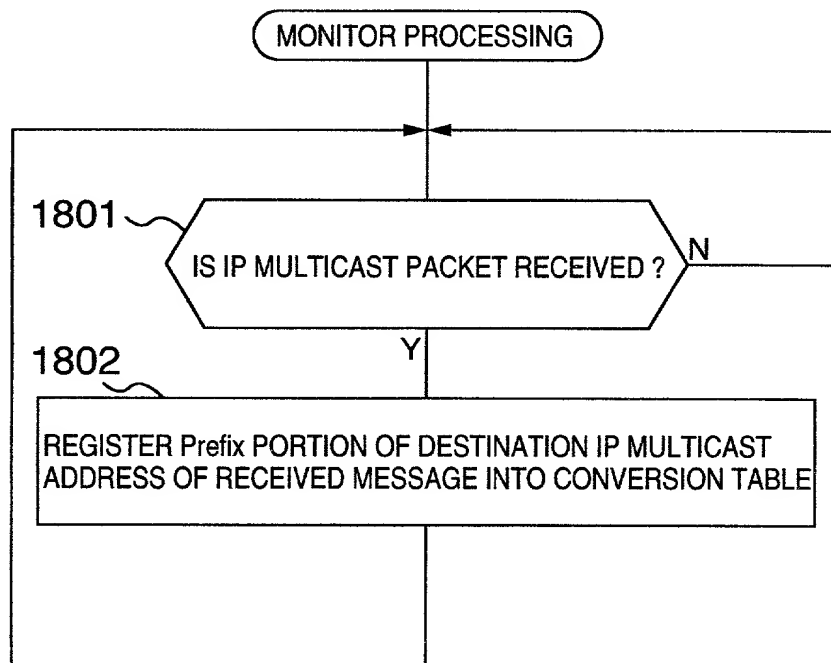 MONITOR PROCESSING
1801
IS IP MULTICAST PACKET RECEIVED ?
N
Y
1802
REGISTER Prefix PORTION OF DESTINATION IP MULTICAST
ADDRESS OF RECEIVED MESSAGE INTO CONVERSION TABLE